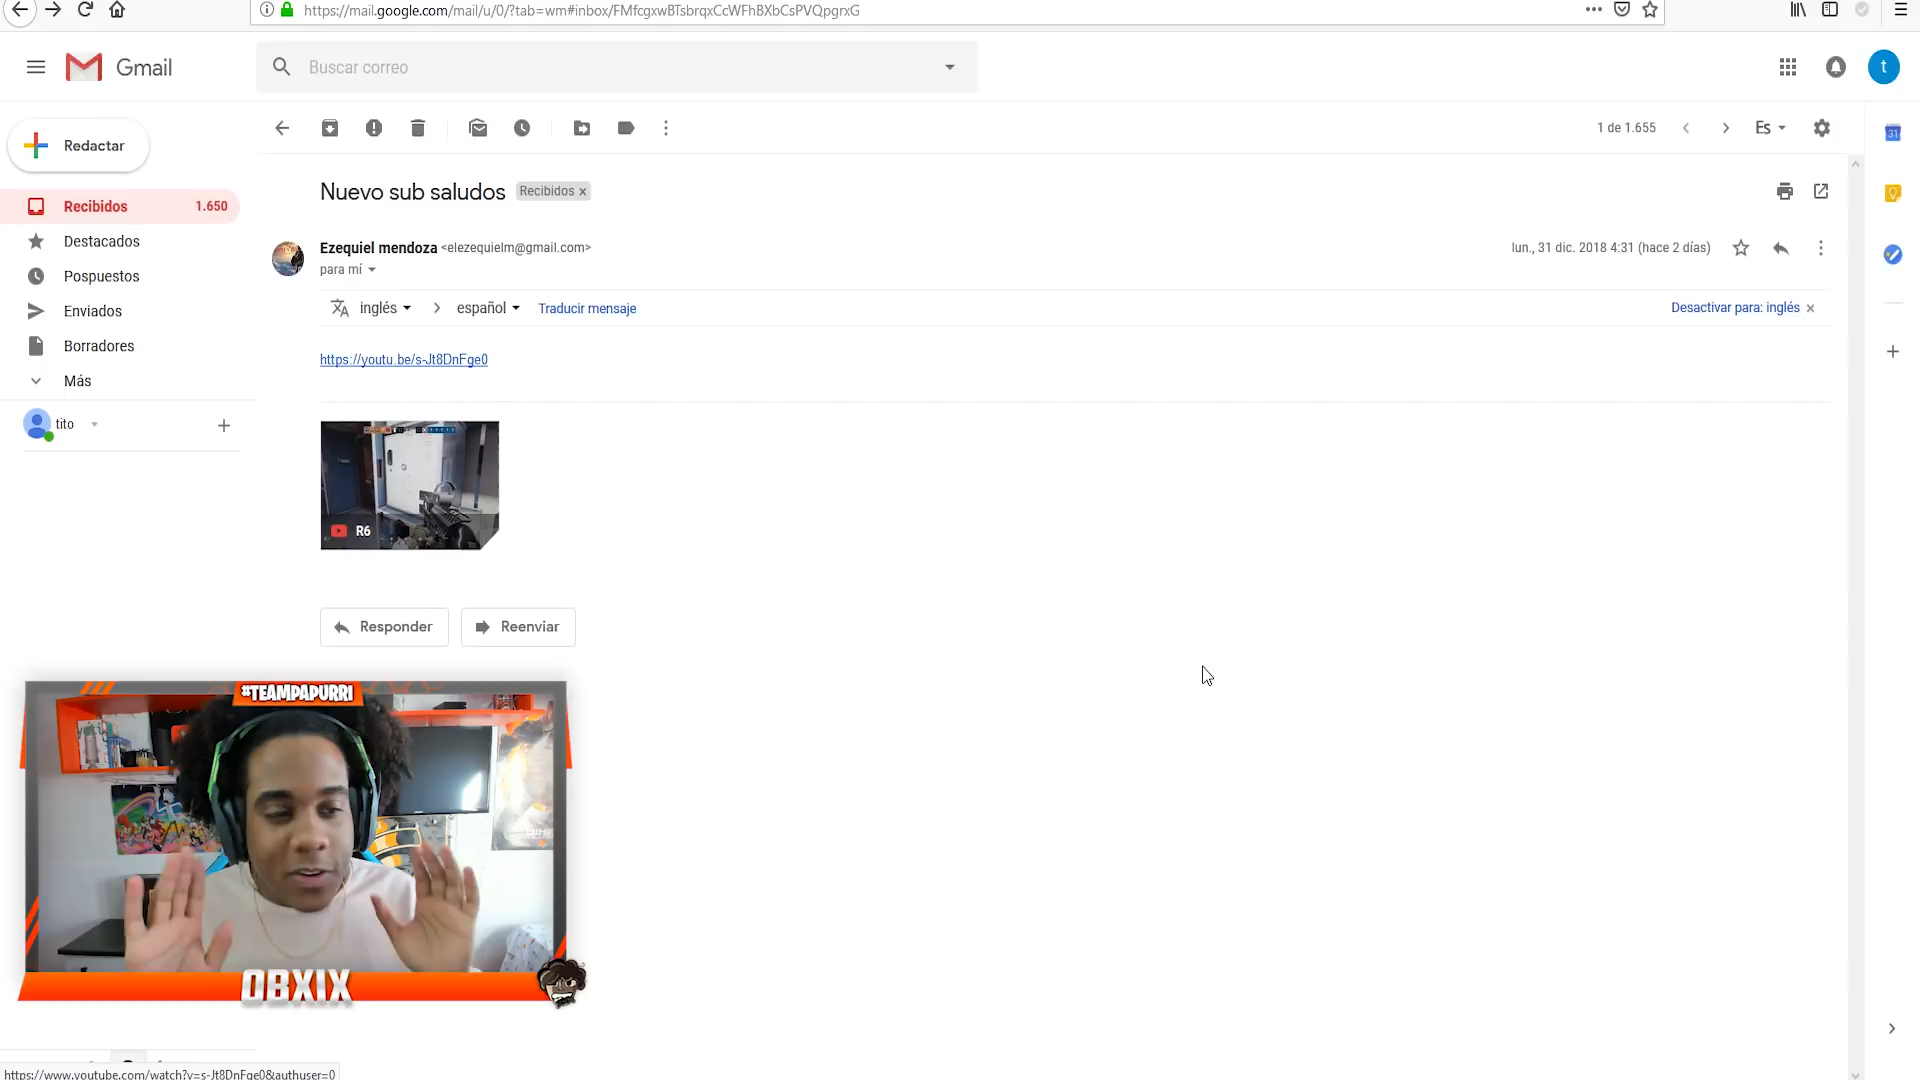 https://mail.google.com/mail/u/0/?tab=wm#inbox/FMfcgxwBTsbrqxCcWFhBXbCsPVQpgrxG
Gmail
Buscar correo
t
Redactar
1 de 1.655
Es
31
Nuevo sub saludos
Recibidos x
Recibidos
1.650
Destacados
Ezequiel mendoza <elezequielm@gmail.com>
lun., 31 dic. 2018 4:31 (hace 2 días)
para mí
Pospuestos
Enviados
inglés
español
Traducir mensaje
Desactivar para: inglés x
Borradores
https://youtu.be/s-Jt8DnFge0
Más
tito
R6
Responder
Reenviar
#TEAMPAPURRI
OBXIX
https://www.youtube.com/watch?v=s-Jt8DnFge0&authuser=0